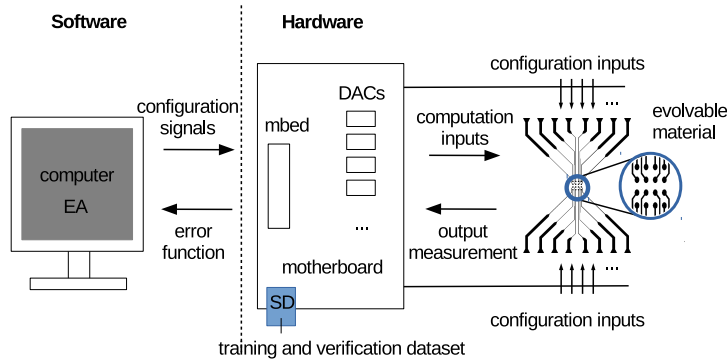 Software
Hardware
configuration inputs
DACs
...
configuration
signals
mbed
computation
inputs
evolvable
material
computer
EA
error
function
output
measurement
...
motherboard
...
SD
configuration inputs
training and verification dataset